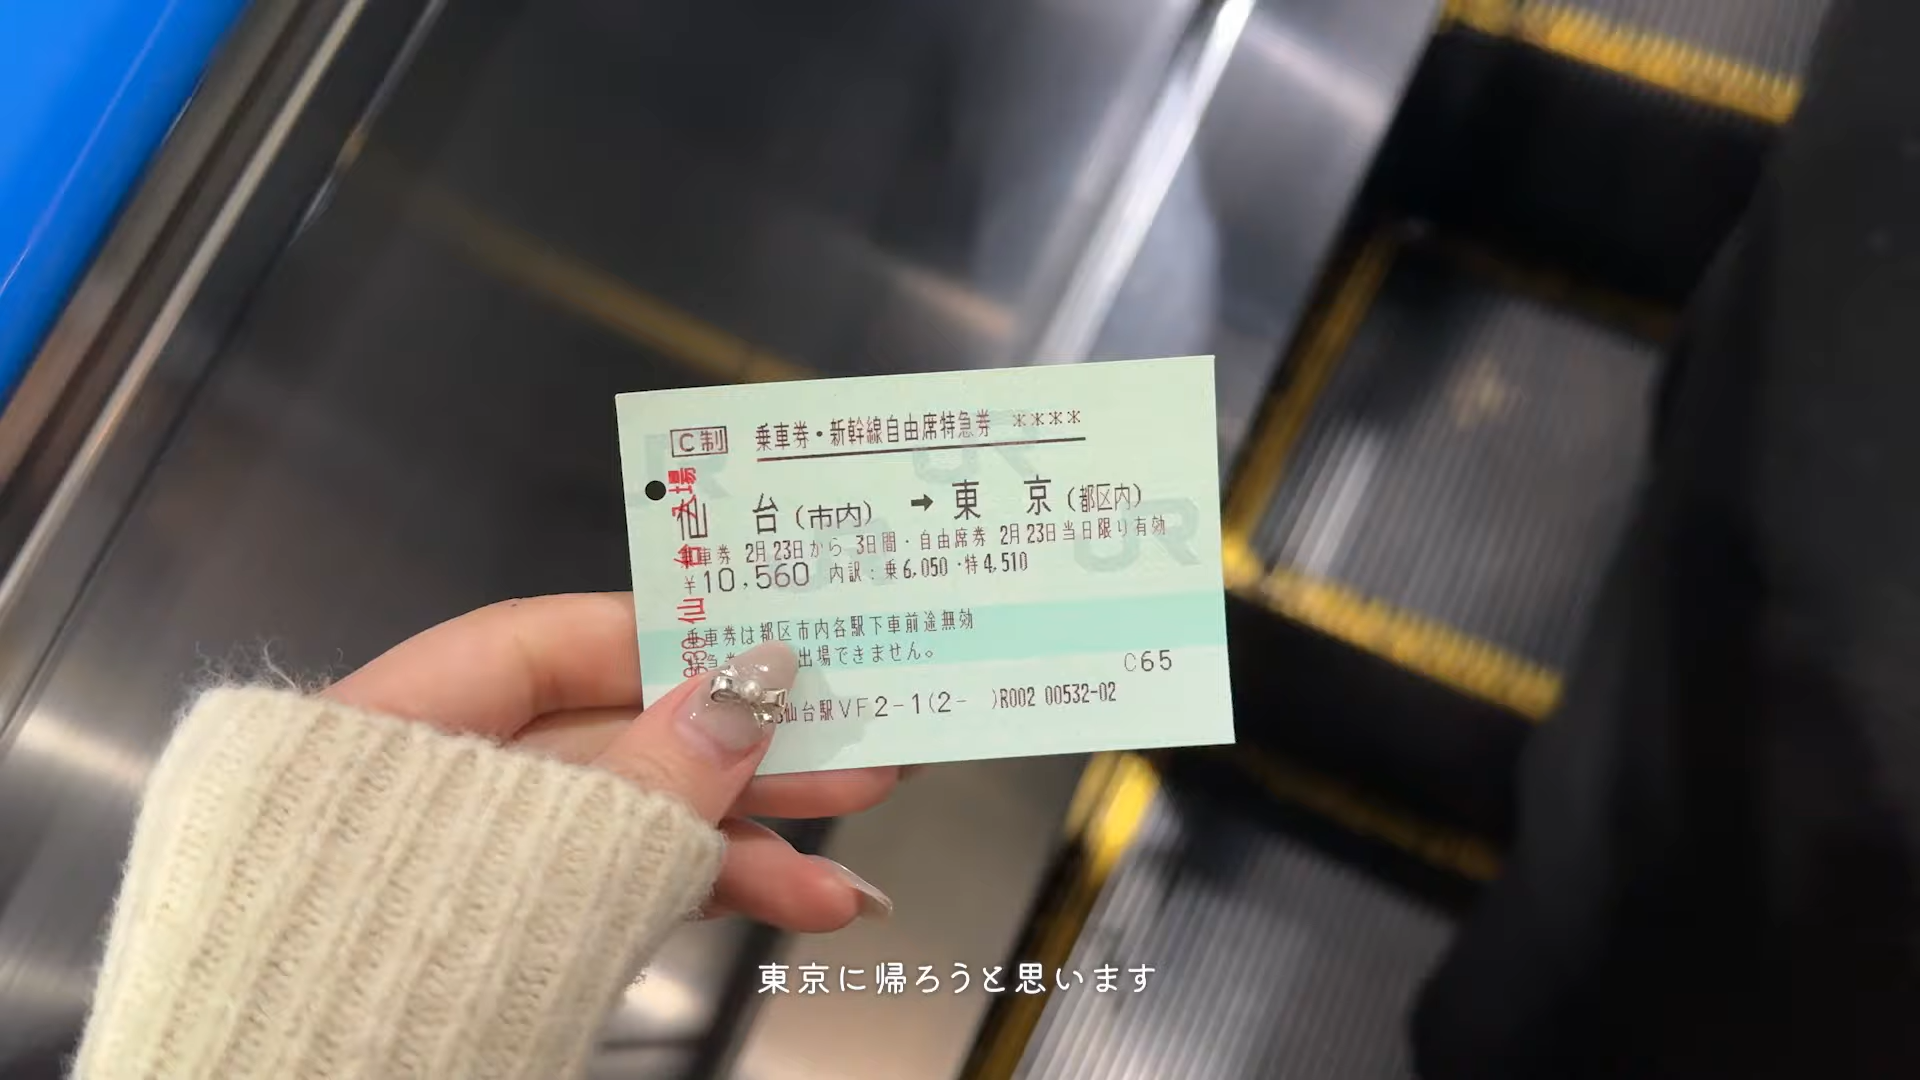 C制 乗車券・新幹線自由席特急券 ****
仙台(市内) → 東京(都区内)
車券 2月23日から 3日間・自由席券 2月23日当日限り有効
¥10,560 内訳:乗6,050・特4,510
乗車券は都区市内各駅下車前途無効
出場できません。
C65
仙台駅VF2-1(2- )R002 00532-02
仙台入場
東京に帰ろうと思います